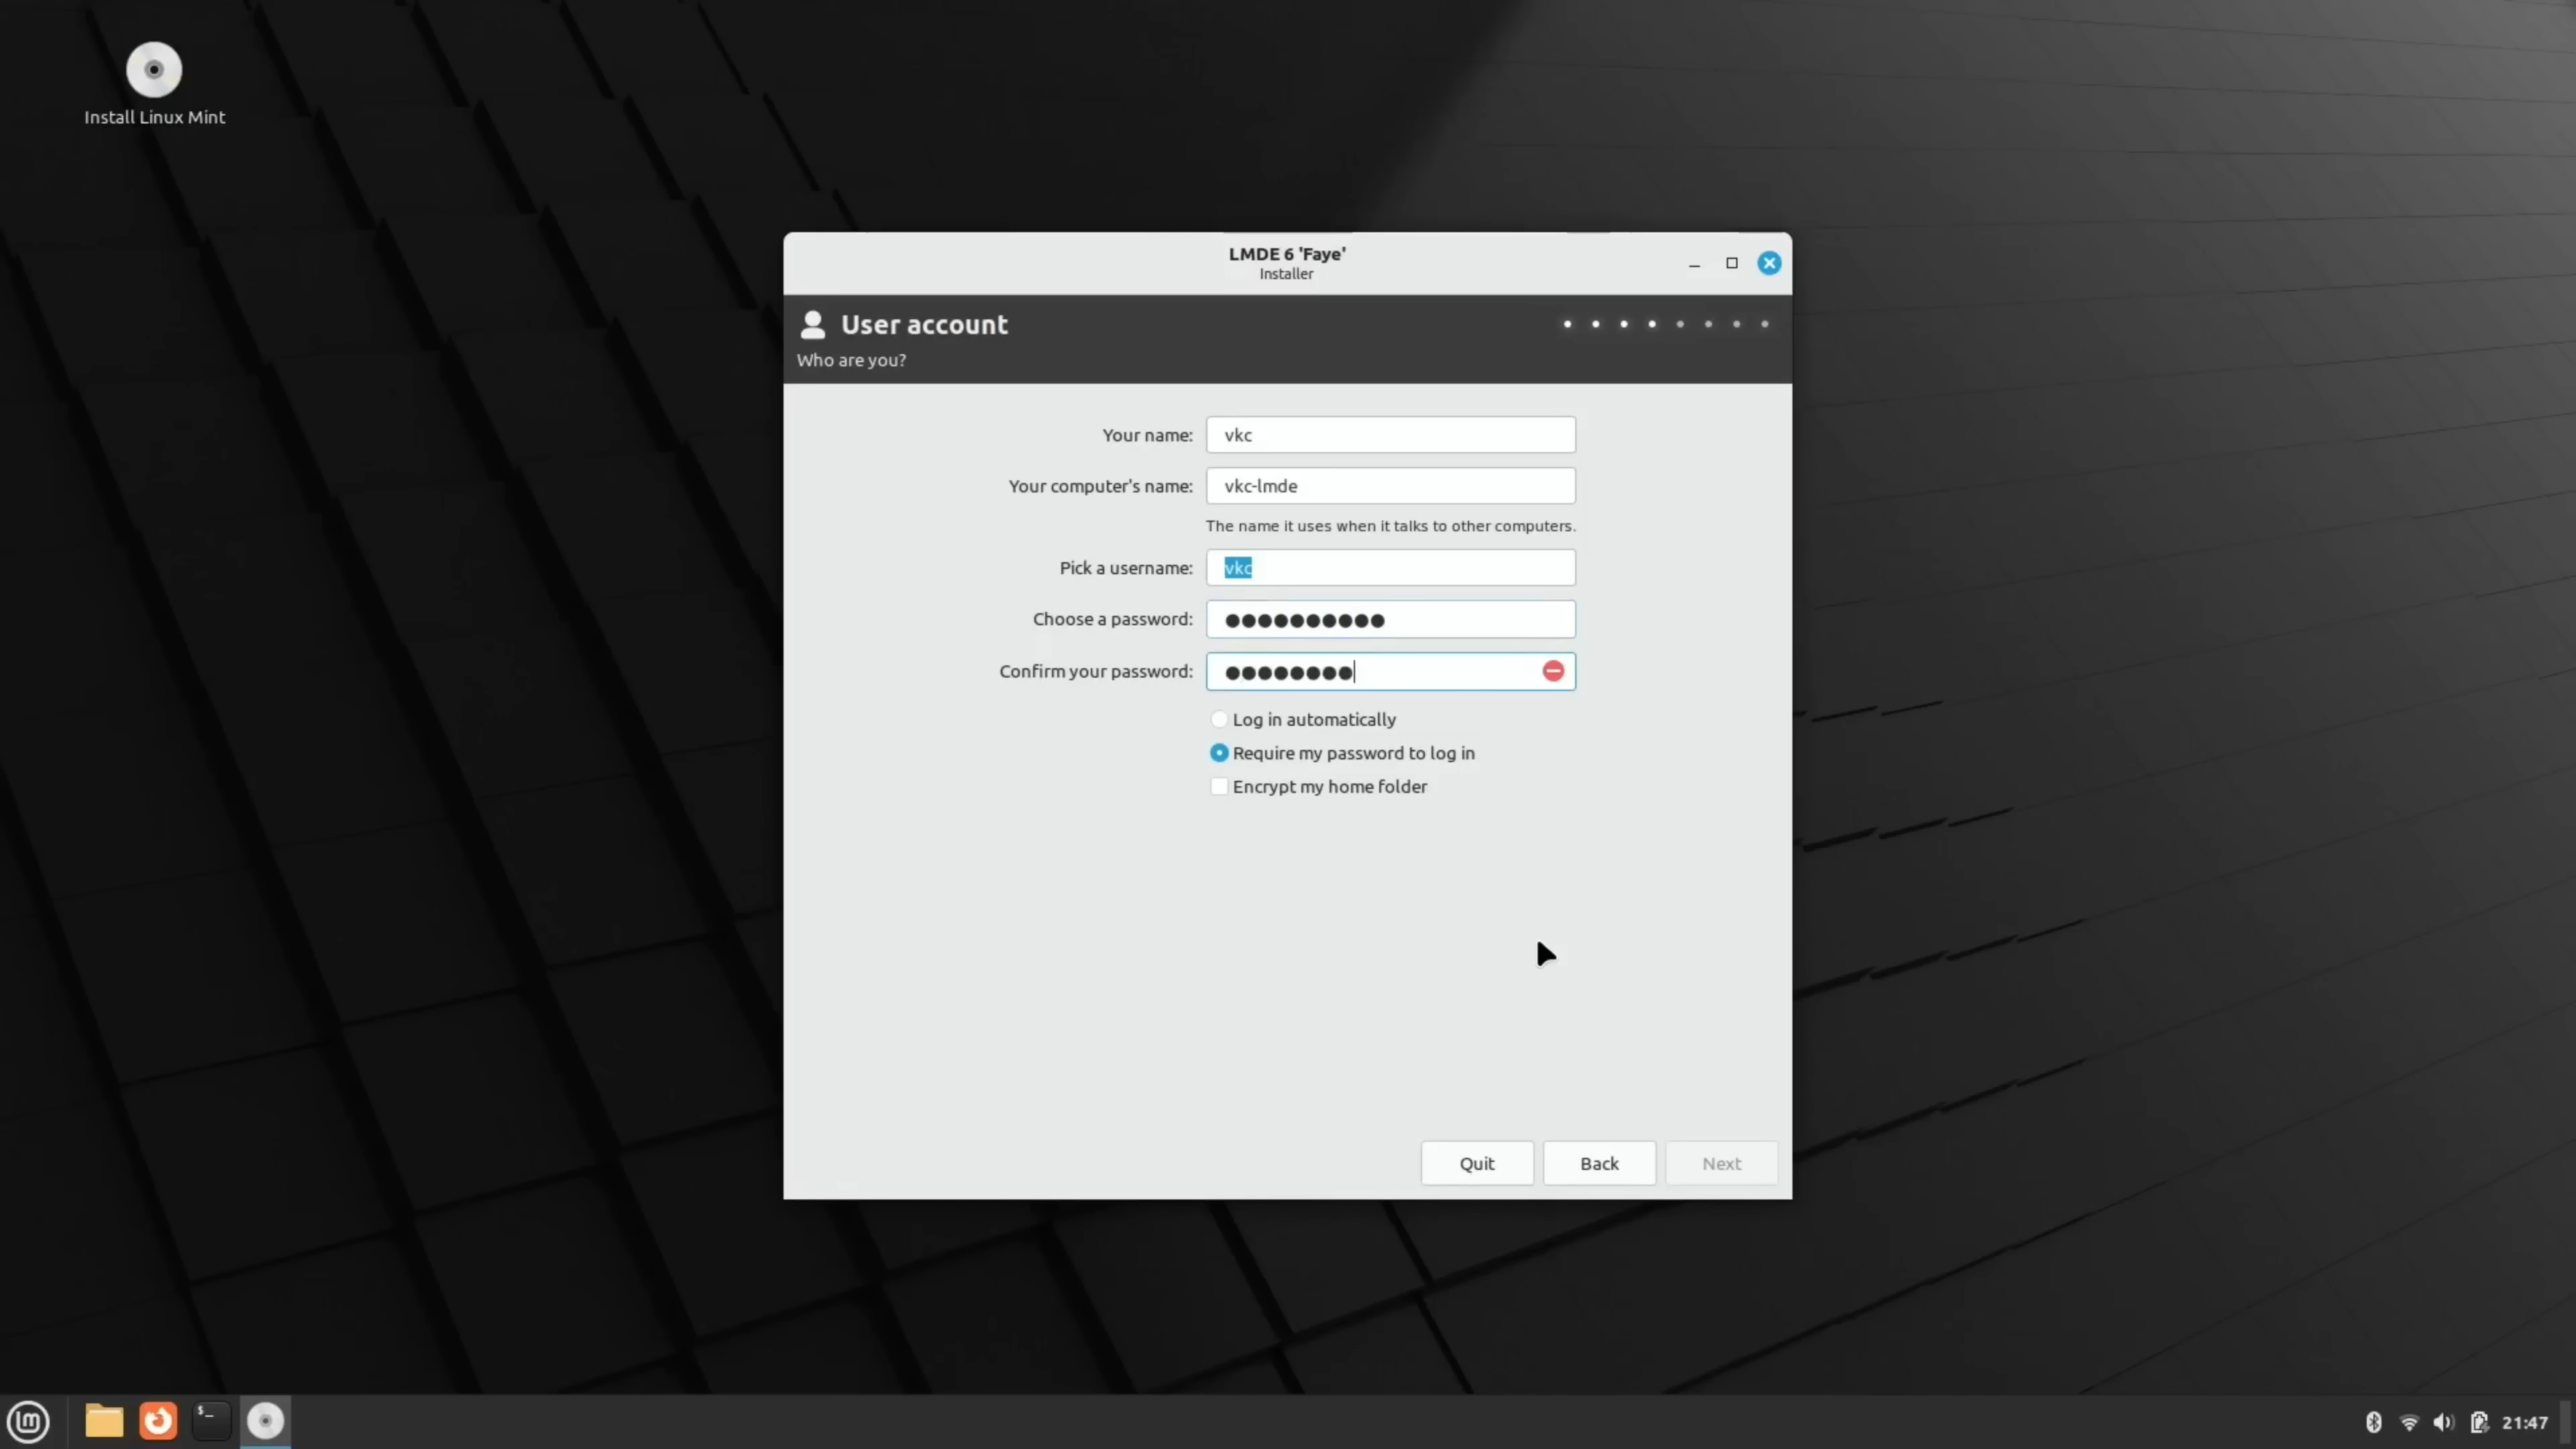 Install Linux Mint
LMDE 6 'Faye'
Installer
User account
Who are you?
Your name: vkc
Your computer's name: vkc-lmde
The name it uses when it talks to other computers.
Pick a username: vkc
Choose a password: ●●●●●●●●●●
Confirm your password: ●●●●●●●●
Log in automatically
Require my password to log in
Encrypt my home folder
Quit Back Next
lm $_ 21:47